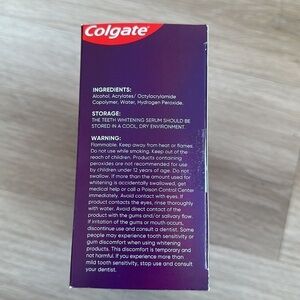 Colgate
INGREDIENTS:
Alcohol, Acrylates/ Octylacrylamide
Copolymer, Water, Hydrogen Peroxide.
STORAGE:
THE TEETH WHITENING SERUM SHOULD BE
STORED IN A COOL, DRY ENVIRONMENT.
WARNING:
Flammable. Keep away from heat or flames.
Do not use while smoking. Keep out of the
reach of children. Products containing
peroxides are not recommended for use
by children under 12 years of age. Do not
swallow. If more than the amount used for
whitening is accidentally swallowed, get
medical help or call a Poison Control Center
immediately. Avoid contact with eyes. If
product contacts the eyes, rinse thoroughly
with water. Avoid direct contact of the
product with the gums and/or salivary flow.
If irritation of the gums or mouth occurs,
discontinue use and consult a dentist. Some
people may experience tooth sensitivity or
gum discomfort when using whitening
products. This discomfort is temporary and
not harmful. If you experience more than
mild tooth sensitivity, stop use and consult
your dentist.